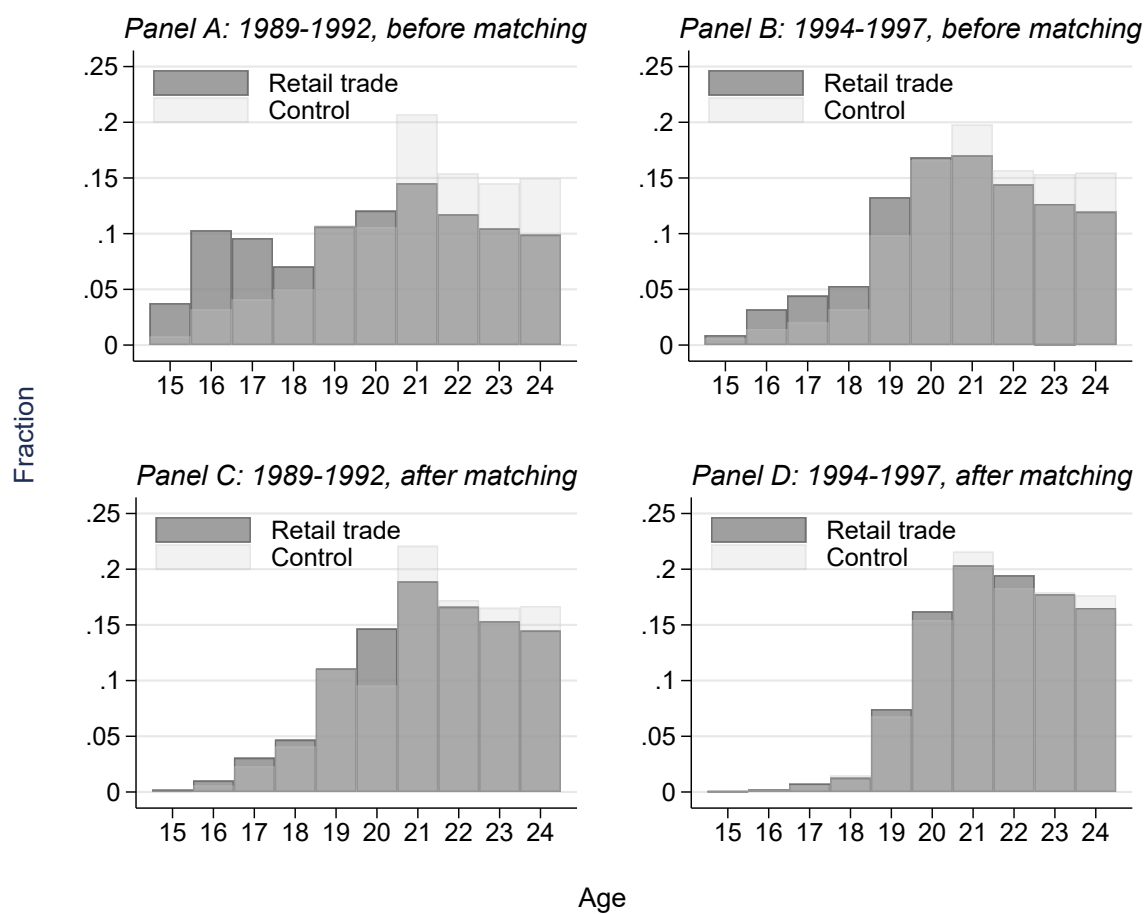 Panel A: 1989-1992, before matching
.25
.2
.15
.1
.05
0
Retail trade
Control
15 16 17 18 19 20 21 22 23 24
Panel B: 1994-1997, before matching
.25
.2
.15
.1
.05
0
Retail trade
Control
15 16 17 18 19 20 21 22 23 24
Fraction
Panel C: 1989-1992, after matching
.25
.2
.15
.1
.05
0
Retail trade
Control
15 16 17 18 19 20 21 22 23 24
Panel D: 1994-1997, after matching
.25
.2
.15
.1
.05
0
Retail trade
Control
15 16 17 18 19 20 21 22 23 24
Age